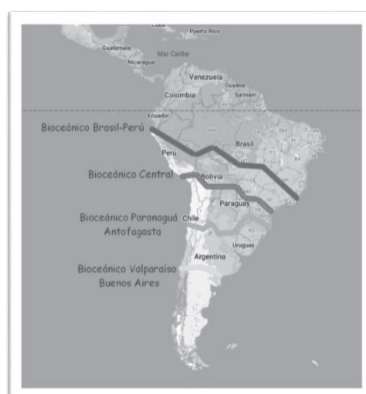 Cuba
Puerto Rico
Guatemala
Mar Caribe
Nicaragua
Venezuela
Guyana
Surinam
Colombia
Ecuador
Bioceánico Brasil-Perú
Brasil
Perú
Bioceánico Central
Bolivia
Paraguay
Bioceánico Paranaguá
Antofagasta
Chile
Uruguay
Argentina
Bioceánico Valparaíso
Buenos Aires